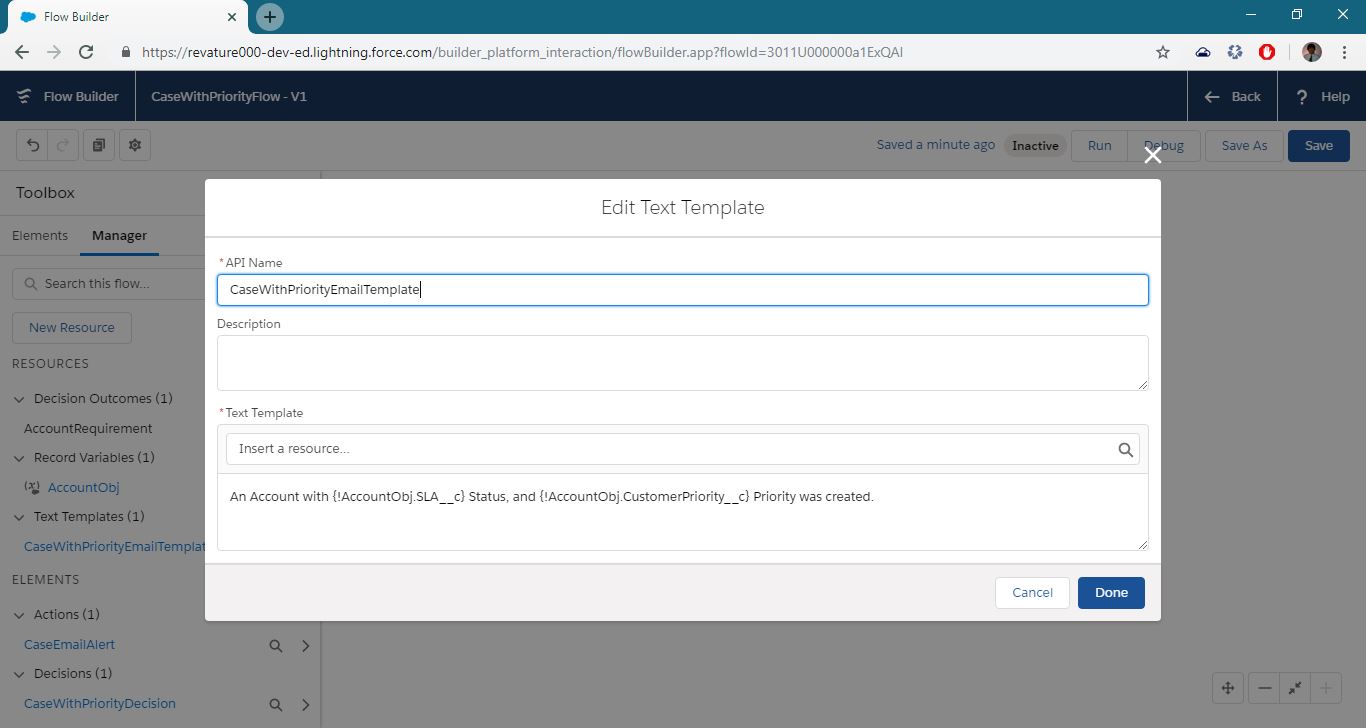 Flow Builder
https://revature000-dev-ed.lightning.force.com/builder_platform_interaction/flowBuilder.app?flowId=3011U000000a1ExQAI
Flow Builder CaseWithPriorityFlow - V1 Back ? Help
Saved a minute ago Inactive Run Debug Save As Save
Toolbox
Elements Manager
Search this flow...
New Resource
RESOURCES
Decision Outcomes (1)
AccountRequirement
Record Variables (1)
AccountObj
Text Templates (1)
CaseWithPriorityEmailTemplat
ELEMENTS
Actions (1)
CaseEmailAlert
Decisions (1)
CaseWithPriorityDecision
Edit Text Template
* API Name
CaseWithPriorityEmailTemplate
Description
* Text Template
Insert a resource...
An Account with {!AccountObj.SLA__c} Status, and {!AccountObj.CustomerPriority__c} Priority was created.
Cancel Done